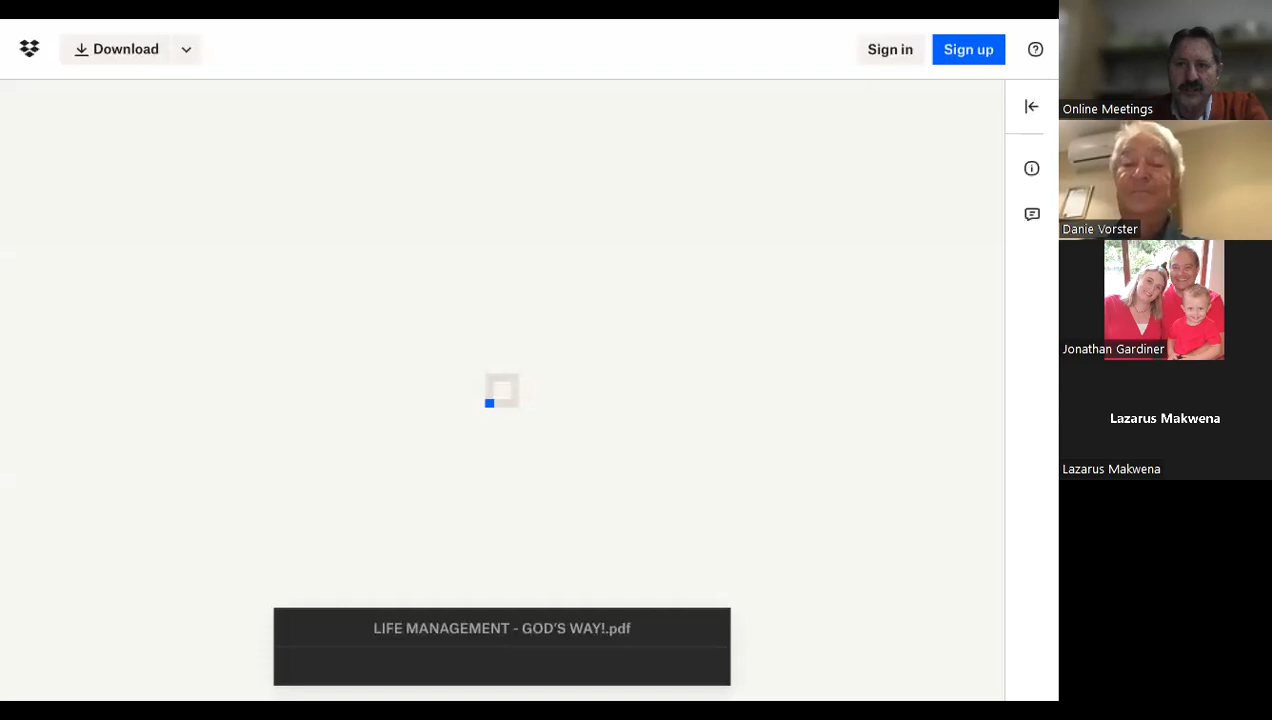 Download
Sign in
Sign up
Online Meetings
Danie Vorster
Jonathan Gardiner
Lazarus Makwena
Lazarus Makwena
LIFE MANAGEMENT - GOD'S WAY!.pdf